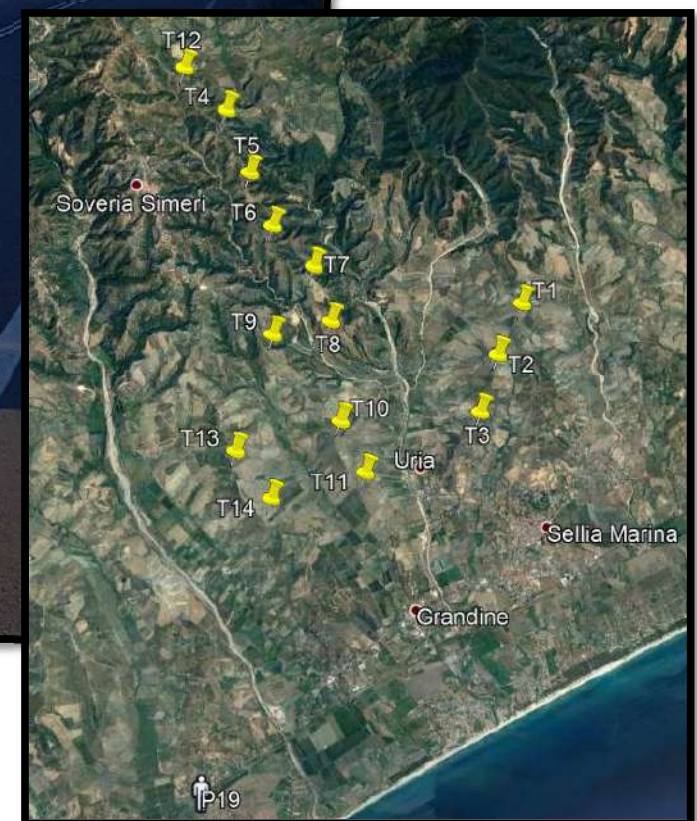 T12
T4
T5
Soveria Simeri
T6
T7
T1
T9
T8
T2
T10
T3
T13
Uria
T11
T14
Sellia Marina
Grandine
P19